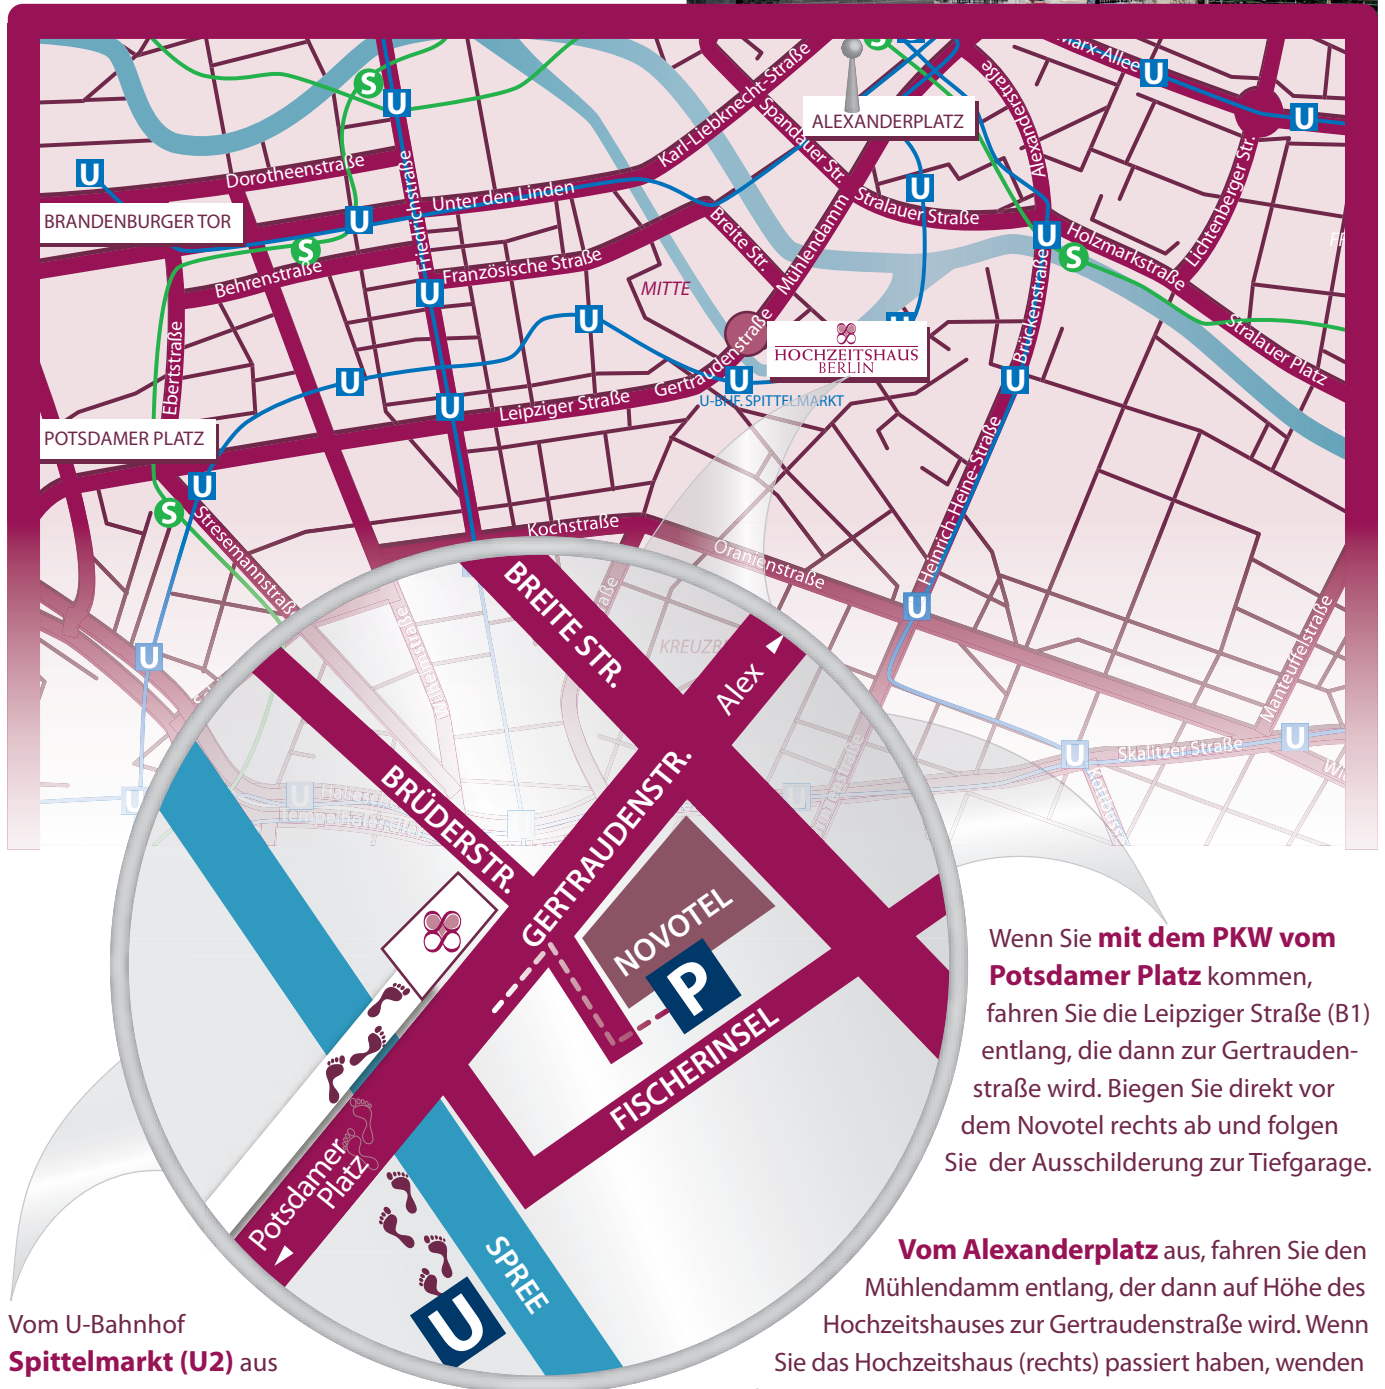 Marx-Allee
U
S
U
U
ALEXANDERPLATZ
Karl-Liebknecht-Straße
Spandauer Str.
Alexanderstraße
Lichtenberger Str.
Dorotheenstraße
U
U
Unter den Linden
Stralauer Straße
BRANDENBURGER TOR
U
S
Friedrichstraße
Breite Str.
Mühlendamm
U
S
Holzmarkstraße
Behrenstraße
Französische Straße
MITTE
U
U
Brückenstraße
Stralauer Platz
Ebertstraße
Gertraudenstraße
HOCHZEITSHAUS
BERLIN
U
U
U
U-BHF. SPITTELMARKT
U
Leipziger Straße
POTSDAMER PLATZ
U
S
Stresemannstraße
Kochstraße
Oranienstraße
Heinrich-Heine-Straße
U
U
Wilhelmstraße
KREUZB
Manteuffelstraße
U
Skalitzer Straße
U
U
U
U
BREITE STR.
Alex
BRÜDERSTR.
GERTRAUDENSTR.
NOVOTEL
P
FISCHERINSEL
Potsdamer
Platz
SPREE
U
Wenn Sie mit dem PKW vom
Potsdamer Platz kommen,
fahren Sie die Leipziger Straße (B1)
entlang, die dann zur Gertrauden-
straße wird. Biegen Sie direkt vor
dem Novotel rechts ab und folgen
Sie der Ausschilderung zur Tiefgarage.
Vom Alexanderplatz aus, fahren Sie den
Mühlendamm entlang, der dann auf Höhe des
Hochzeitshauses zur Gertraudenstraße wird. Wenn
Sie das Hochzeitshaus (rechts) passiert haben, wenden
Vom U-Bahnhof
Spittelmarkt (U2) aus